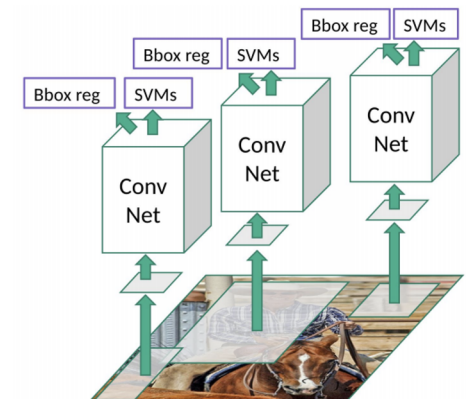 Bbox reg SVMs
Bbox reg SVMs
Bbox reg SVMs
Conv
Net
Conv
Net
Conv
Net